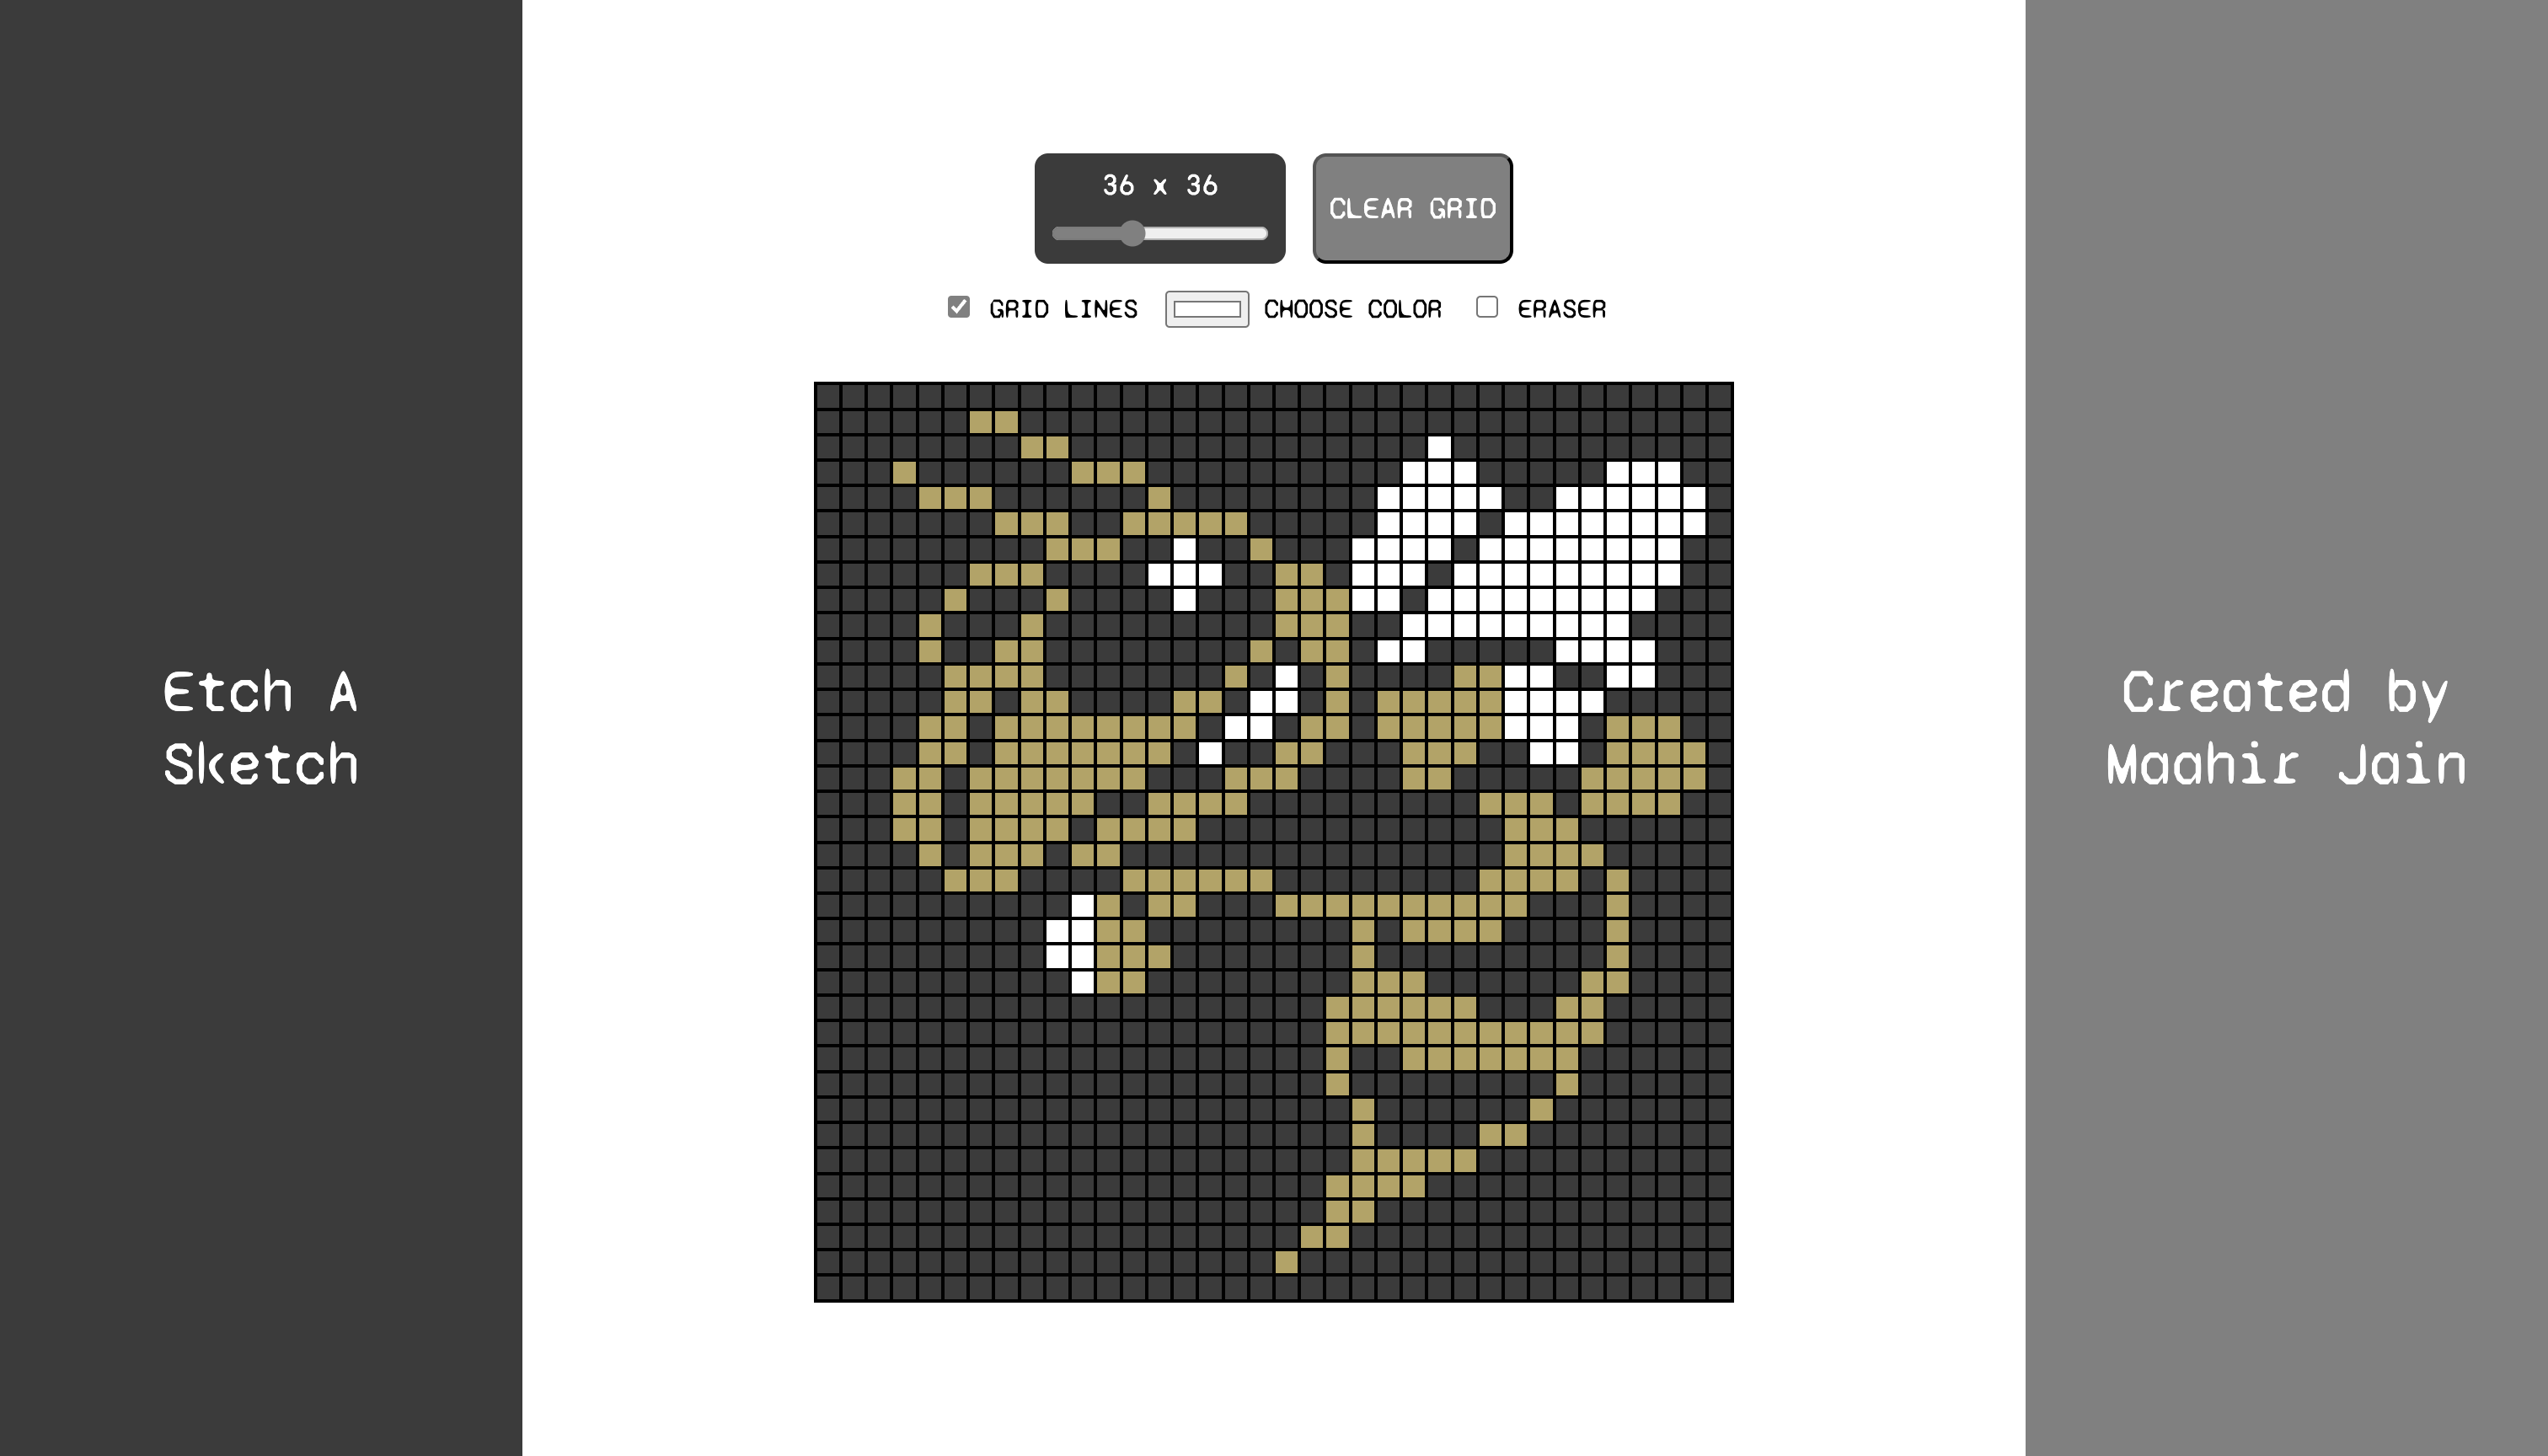 Etch A
Sketch
36 x 36
CLEAR GRID
GRID LINES
CHOOSE COLOR
ERASER
Created by
Maahir Jain